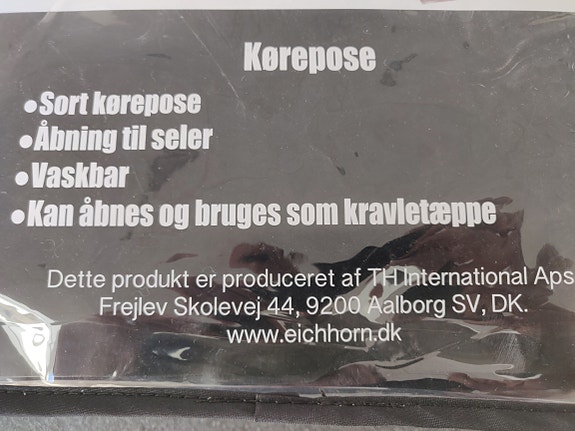 Kørepose
●Sort kørepose
●Åbning til seler
●Vaskbar
●Kan åbnes og bruges som kravletæppe
Dette produkt er produceret af TH International Aps
Frejlev Skolevej 44, 9200 Aalborg SV, DK.
www.eichhorn.dk